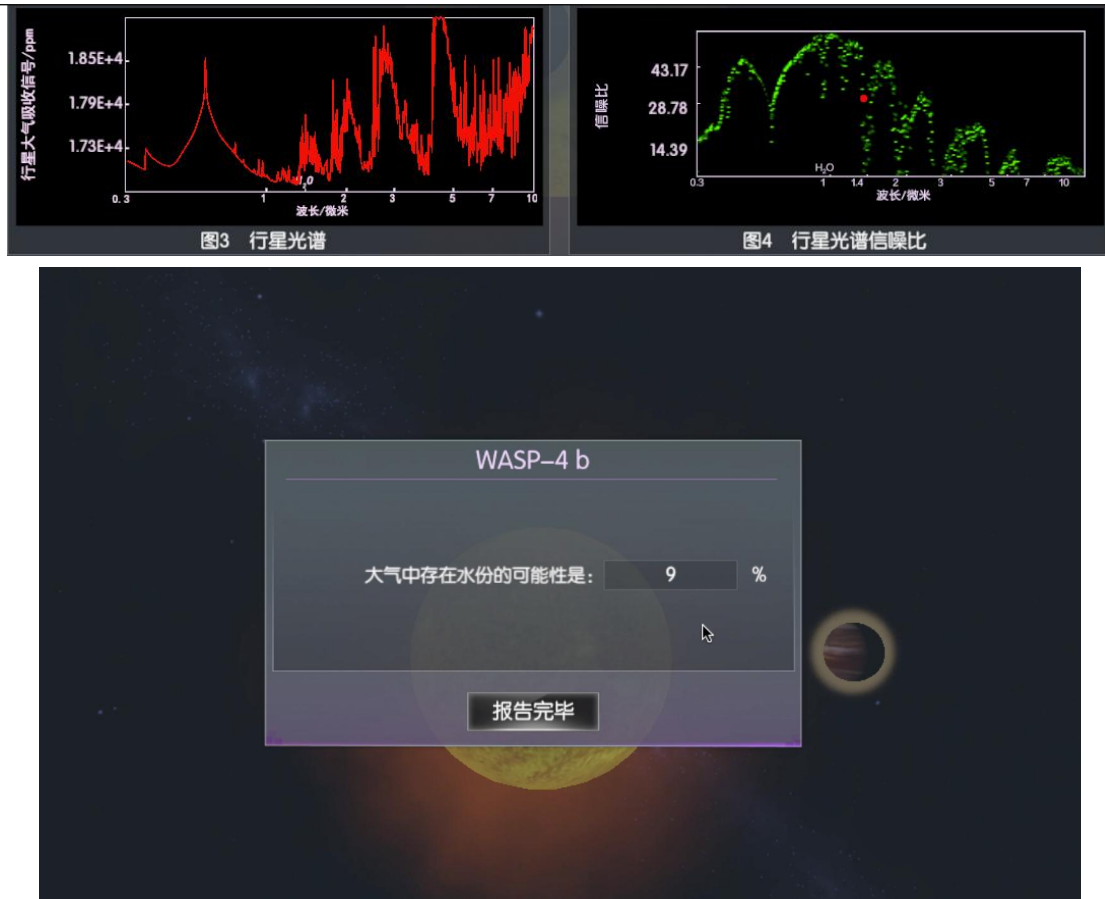 行星大气吸收信号/ppm
1.85E+4
1.79E+4
1.73E+4
0.3 1 2 3 5 7 10
波长/微米
图3 行星光谱
信噪比
43.17
28.78
14.39
H₂O
0.3 1 1.4 2 3 5 7 10
波长/微米
图4 行星光谱信噪比
WASP-4 b
大气中存在水份的可能性是: 9 %
报告完毕